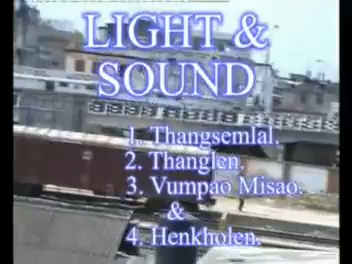 LIGHT &
SOUND
1. Thangsemlal.
2. Thanglen.
3. Vumpao Misao.
&
4. Henkholen.